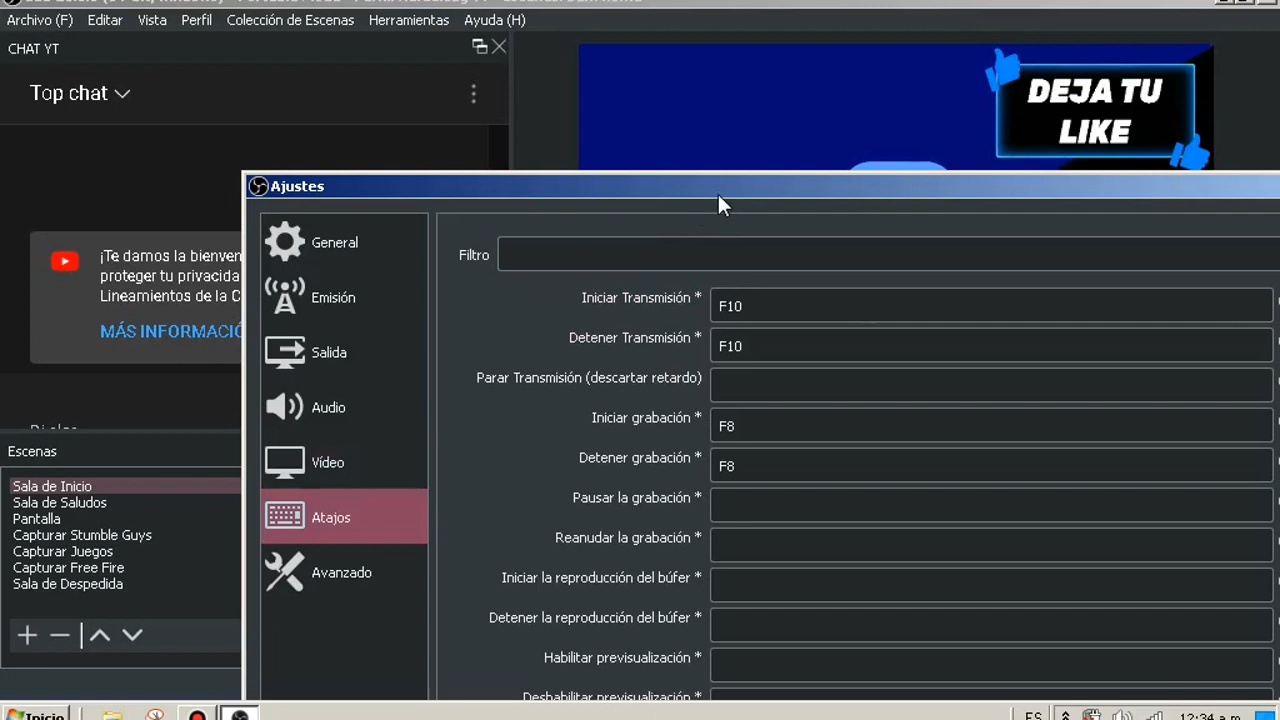 Archivo (F) Editar Vista Perfil Colección de Escenas Herramientas Ayuda (H)
CHAT YT
Top chat
DEJA TU
LIKE
¡Te damos la bienven
proteger tu privacida
Lineamientos de la C
MÁS INFORMACIÓ
Escenas
Sala de Inicio
Sala de Saludos
Pantalla
Capturar Stumble Guys
Capturar Juegos
Capturar Free Fire
Sala de Despedida
Ajustes
General
Emisión
Salida
Audio
Vídeo
Atajos
Avanzado
Filtro
Iniciar Transmisión * F10
Detener Transmisión * F10
Parar Transmisión (descartar retardo)
Iniciar grabación * F8
Detener grabación * F8
Pausar la grabación *
Reanudar la grabación *
Iniciar la reproducción del búfer *
Detener la reproducción del búfer *
Habilitar previsualización *
Deshabilitar previsualización *
Inicio ES 12:34 a.m.